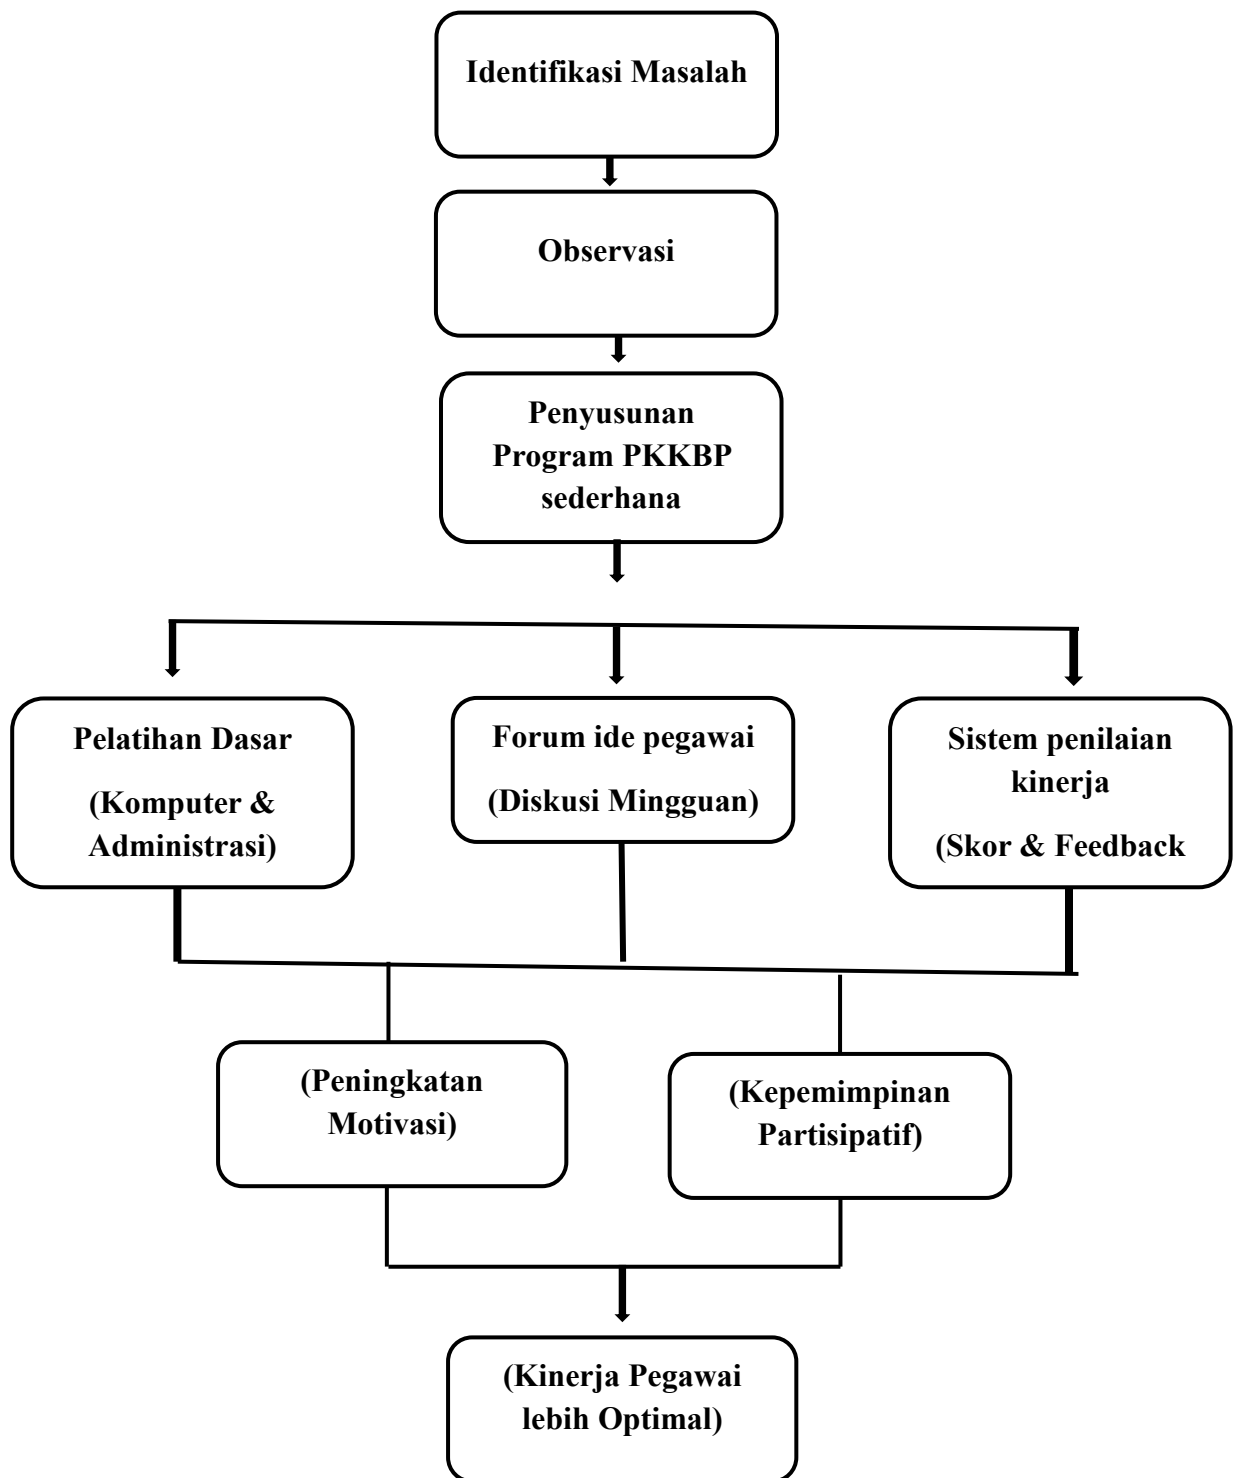 Identifikasi Masalah
Observasi
Penyusunan
Program PKKBP
sederhana
Pelatihan Dasar
(Komputer &
Administrasi)
Forum ide pegawai
(Diskusi Mingguan)
Sistem penilaian
kinerja
(Skor & Feedback
(Peningkatan
Motivasi)
(Kepemimpinan
Partisipatif)
(Kinerja Pegawai
lebih Optimal)